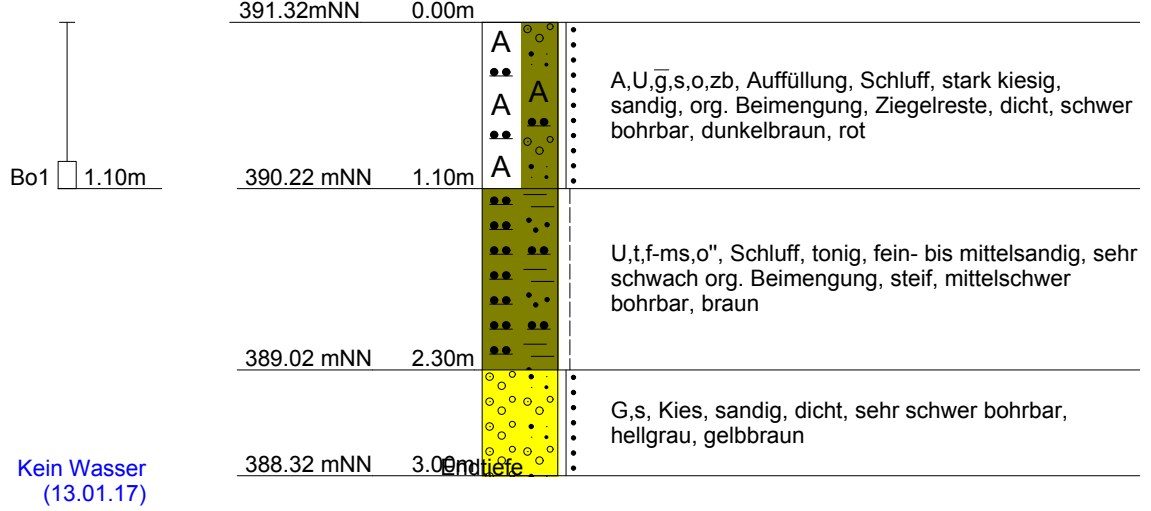 391.32mNN 0.00m
A
A
A
A
A,U,g̅,s,o,zb, Auffüllung, Schluff, stark kiesig,
sandig, org. Beimengung, Ziegelreste, dicht, schwer
bohrbar, dunkelbraun, rot
Bo1 1.10m
390.22 mNN 1.10m
U,t,f-ms,o", Schluff, tonig, fein- bis mittelsandig, sehr
schwach org. Beimengung, steif, mittelschwer
bohrbar, braun
389.02 mNN 2.30m
G,s, Kies, sandig, dicht, sehr schwer bohrbar,
hellgrau, gelbbraun
388.32 mNN 3.00m Endtiefe
Kein Wasser
(13.01.17)